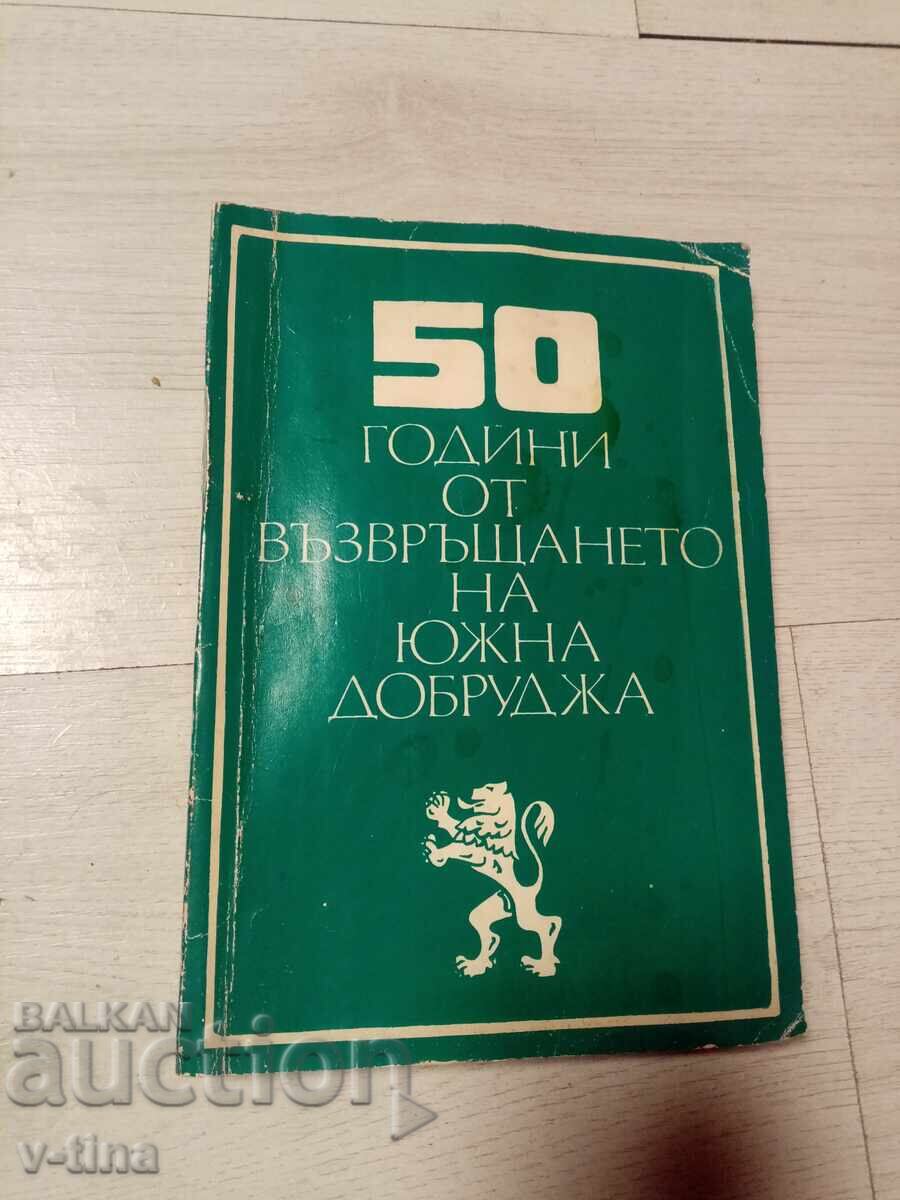 50
ГОДИНИ
ОТ
ВЪЗВРЪЩАНЕТО
НА
ЮЖНА
ДОБРУДЖА
BALKAN
auction
v-tina